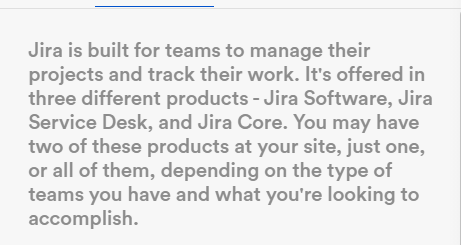 Jira is built for teams to manage their
projects and track their work. It's offered in
three different products - Jira Software, Jira
Service Desk, and Jira Core. You may have
two of these products at your site, just one,
or all of them, depending on the type of
teams you have and what you're looking to
accomplish.